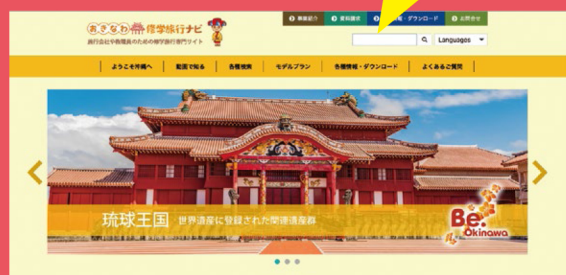 おきなわ修学旅行ナビ
旅行会社や教職員のための修学旅行専門サイト
資料請求
ダウンロード
お問合せ
Languages
ようこそ沖縄へ
動画で知る
各種検索
モデルプラン
各種情報・ダウンロード
よくあるご質問
琉球王国 世界遺産に登録された関連遺産群
Be.
Okinawa